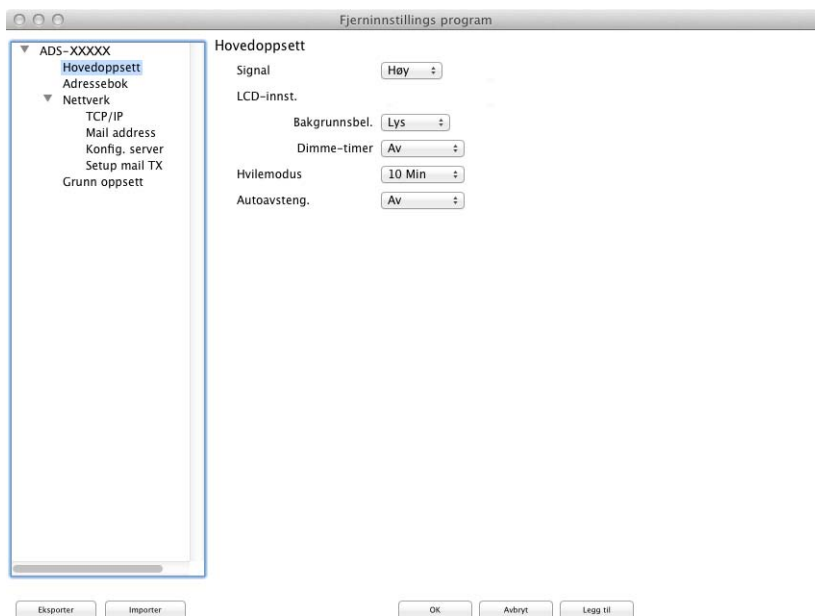 Fjerninnstillings program
ADS-XXXXX
Hovedoppsett
Adressebok
Nettverk
TCP/IP
Mail address
Konfig. server
Setup mail TX
Grunn oppsett
Hovedoppsett
Signal Høy
LCD-innst.
Bakgrunnsbel. Lys
Dimme-timer Av
Hvilemodus 10 Min
Autoavsteng. Av
Eksporter Importer OK Avbryt Legg til